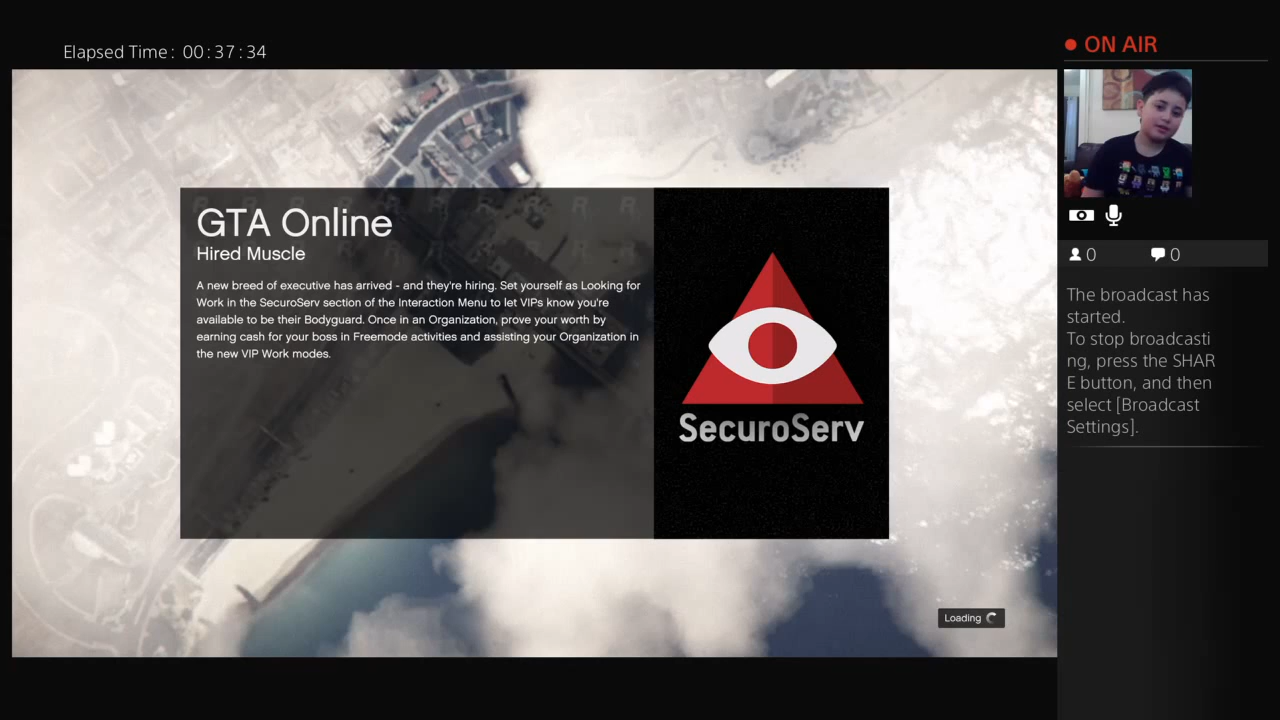 Elapsed Time: 00:37:34
ON AIR
GTA Online
Hired Muscle
A new breed of executive has arrived - and they're hiring. Set yourself as Looking for
Work in the SecuroServ section of the Interaction Menu to let VIPs know you're
available to be their Bodyguard. Once in an Organization, prove your worth by
earning cash for your boss in Freemode activities and assisting your Organization in
the new VIP Work modes.
SecuroServ
Loading
0
0
The broadcast has
started.
To stop broadcasti
ng, press the SHAR
E button, and then
select [Broadcast
Settings].